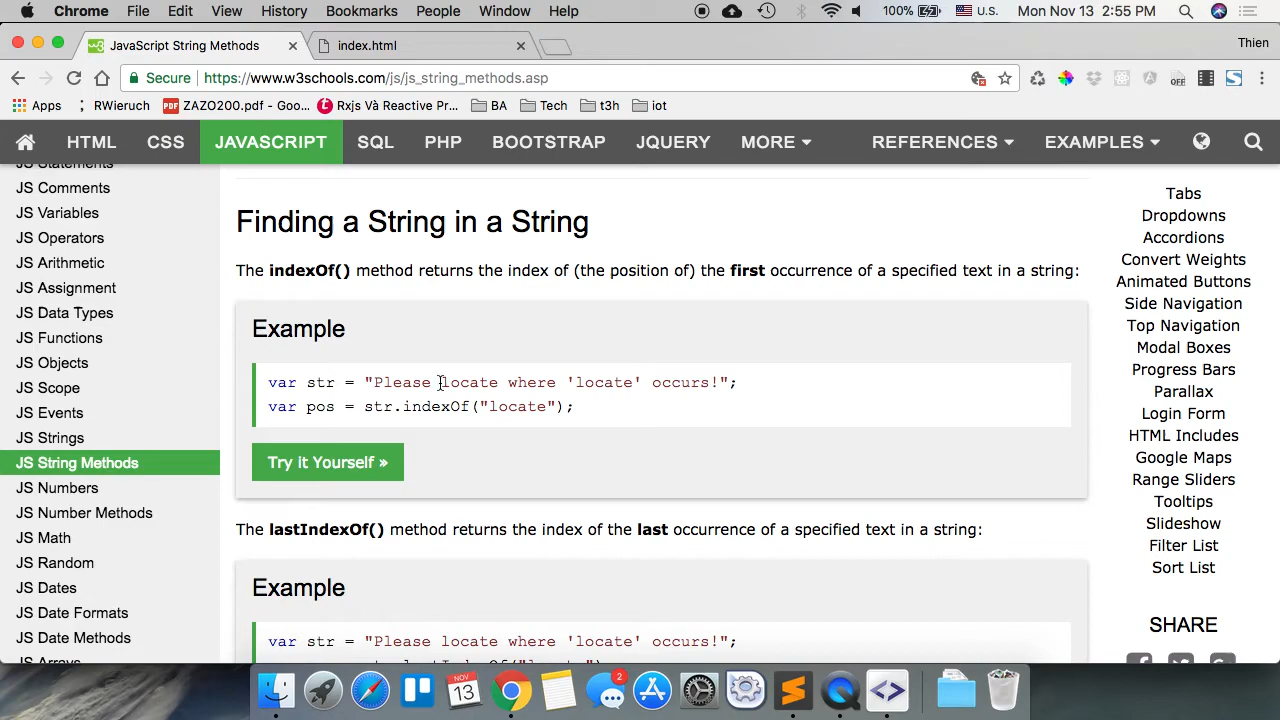 Chrome File Edit View History Bookmarks People Window Help 100% U.S. Mon Nov 13 2:55 PM
JavaScript String Methods index.html Thien
Secure https://www.w3schools.com/js/js_string_methods.asp
Apps RWieruch ZAZO200.pdf - Goo... Rxjs Và Reactive Pr... BA Tech t3h iot
HTML CSS JAVASCRIPT SQL PHP BOOTSTRAP JQUERY MORE REFERENCES EXAMPLES
JS Statements
JS Comments
JS Variables
JS Operators
JS Arithmetic
JS Assignment
JS Data Types
JS Functions
JS Objects
JS Scope
JS Events
JS Strings
JS String Methods
JS Numbers
JS Number Methods
JS Math
JS Random
JS Dates
JS Date Formats
JS Date Methods
JS Arrays
Finding a String in a String
The indexOf() method returns the index of (the position of) the first occurrence of a specified text in a string:
Example
var str = "Please locate where 'locate' occurs!";
var pos = str.indexOf("locate");
Try it Yourself »
The lastIndexOf() method returns the index of the last occurrence of a specified text in a string:
Example
var str = "Please locate where 'locate' occurs!";
Tabs
Dropdowns
Accordions
Convert Weights
Animated Buttons
Side Navigation
Top Navigation
Modal Boxes
Progress Bars
Parallax
Login Form
HTML Includes
Google Maps
Range Sliders
Tooltips
Slideshow
Filter List
Sort List
SHARE
NOV
13
2